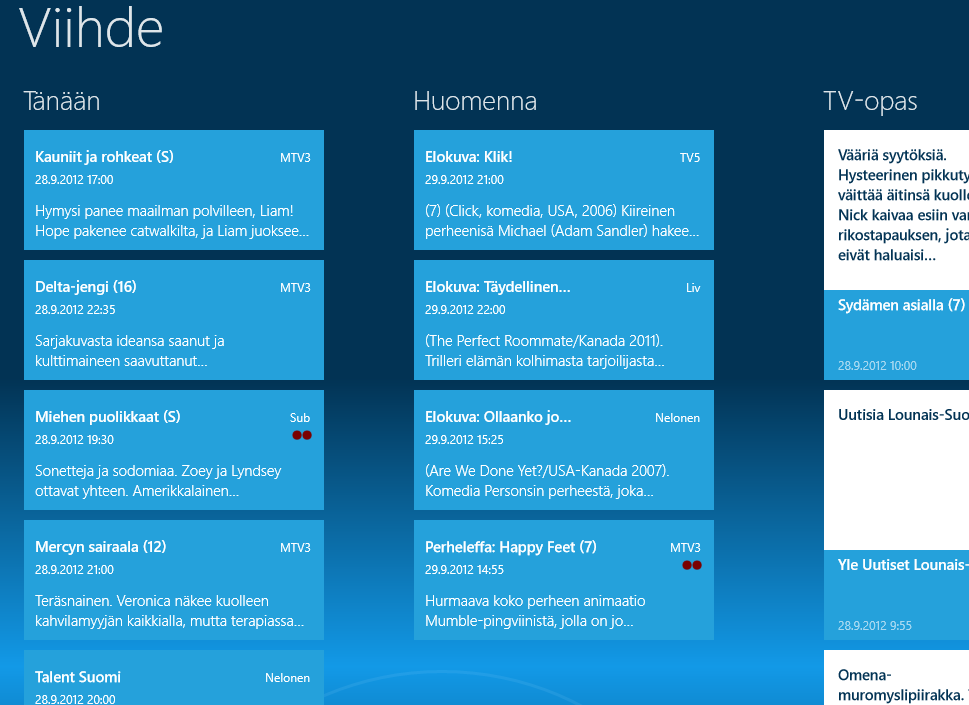 Viihde
Tänään
Kauniit ja rohkeat (S) MTV3
28.9.2012 17:00
Hymysi panee maailman polvilleen, Liam!
Hope pakenee catwalkilta, ja Liam juoksee...
Delta-jengi (16) MTV3
28.9.2012 22:35
Sarjakuvasta ideansa saanut ja
kulttimaineen saavuttanut...
Miehen puolikkaat (S) Sub
28.9.2012 19:30
Sonetteja ja sodomiaa. Zoey ja Lyndsey
ottavat yhteen. Amerikkalainen...
Mercyn sairaala (12) MTV3
28.9.2012 21:00
Teräsnainen. Veronica näkee kuolleen
kahvilamyyjän kaikkialla, mutta terapiassa...
Talent Suomi Nelonen
28.9.2012 20:00
Huomenna
Elokuva: Klik! TV5
29.9.2012 21:00
(7) (Click, komedia, USA, 2006) Kiireinen
perheenisä Michael (Adam Sandler) hakee...
Elokuva: Täydellinen... Liv
29.9.2012 22:00
(The Perfect Roommate/Kanada 2011).
Trilleri elämän kolhimasta tarjoilijasta...
Elokuva: Ollaanko jo... Nelonen
29.9.2012 15:25
(Are We Done Yet?/USA-Kanada 2007).
Komedia Personsin perheestä, joka...
Perheleffa: Happy Feet (7) MTV3
29.9.2012 14:55
Hurmaava koko perheen animaatio
Mumble-pingviinistä, jolla on jo...
TV-opas
Vääriä syytöksiä.
Hysteerinen pikkuty
väittää äitinsä kuolle
Nick kaivaa esiin van
rikostapauksen, jota
eivät haluaisi...
Sydämen asialla (7)
28.9.2012 10:00
Uutisia Lounais-Suo
Yle Uutiset Lounais-
28.9.2012 9:55
Omena-
muromyslipiirakka.